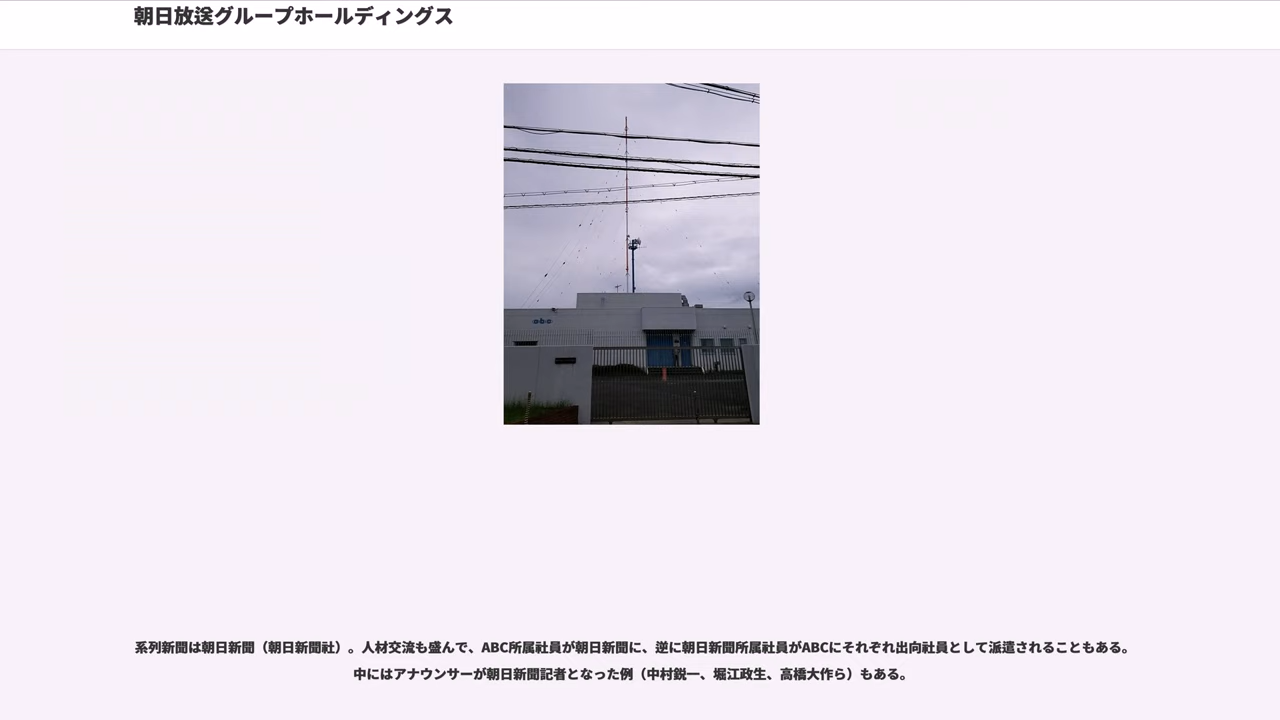 朝日放送グループホールディングス
abc
系列新聞は朝日新聞（朝日新聞社）。人材交流も盛んで、ABC所属社員が朝日新聞に、逆に朝日新聞所属社員がABCにそれぞれ出向社員として派遣されることもある。
中にはアナウンサーが朝日新聞記者となった例（中村鋭一、堀江政生、高橋大作ら）もある。